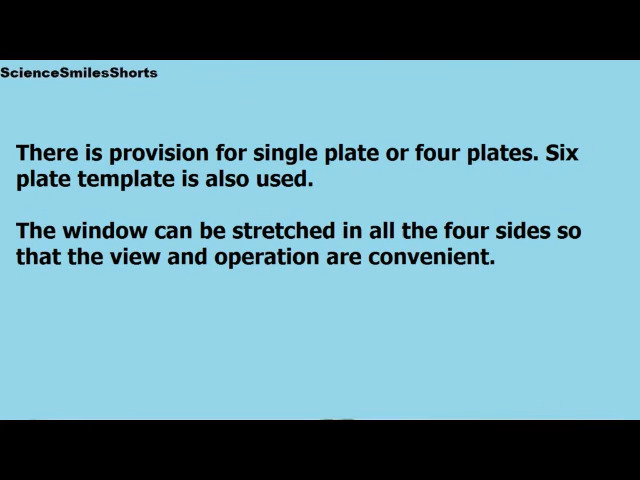 ScienceSmilesShorts
There is provision for single plate or four plates. Six
plate template is also used.
The window can be stretched in all the four sides so
that the view and operation are convenient.